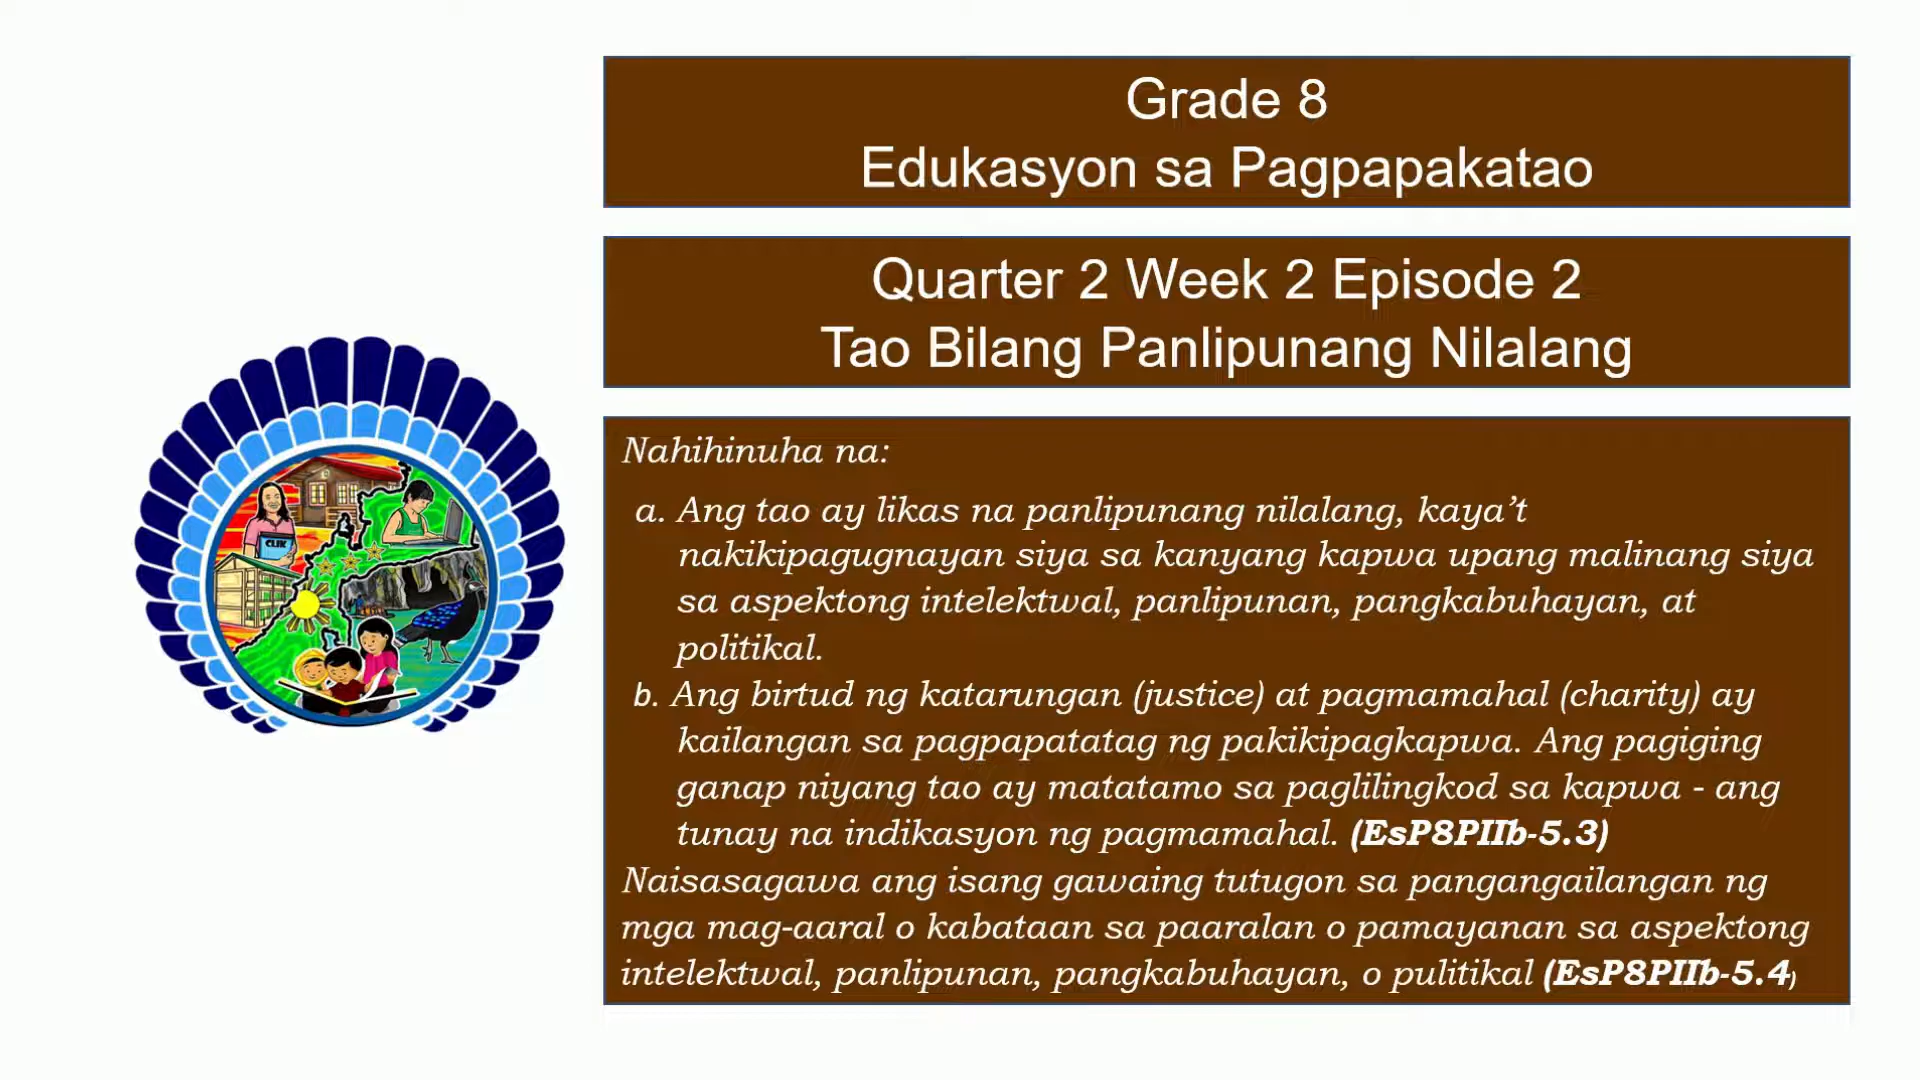 Grade 8
Edukasyon sa Pagpapakatao
Quarter 2 Week 2 Episode 2
Tao Bilang Panlipunang Nilalang
Nahihinuha na:
a. Ang tao ay likas na panlipunang nilalang, kaya’t
nakikipagugnayan siya sa kanyang kapwa upang malinang siya
sa aspektong intelektwal, panlipunan, pangkabuhayan, at
politikal.
b. Ang birtud ng katarungan (justice) at pagmamahal (charity) ay
kailangan sa pagpapatatag ng pakikipagkapwa. Ang pagiging
ganap niyang tao ay matatamo sa paglilingkod sa kapwa - ang
tunay na indikasyon ng pagmamahal. (EsP8PIIb-5.3)
Naisasagawa ang isang gawaing tutugon sa pangangailangan ng
mga mag-aaral o kabataan sa paaralan o pamayanan sa aspektong
intelektwal, panlipunan, pangkabuhayan, o pulitikal (EsP8PIIb-5.4)
CLIK